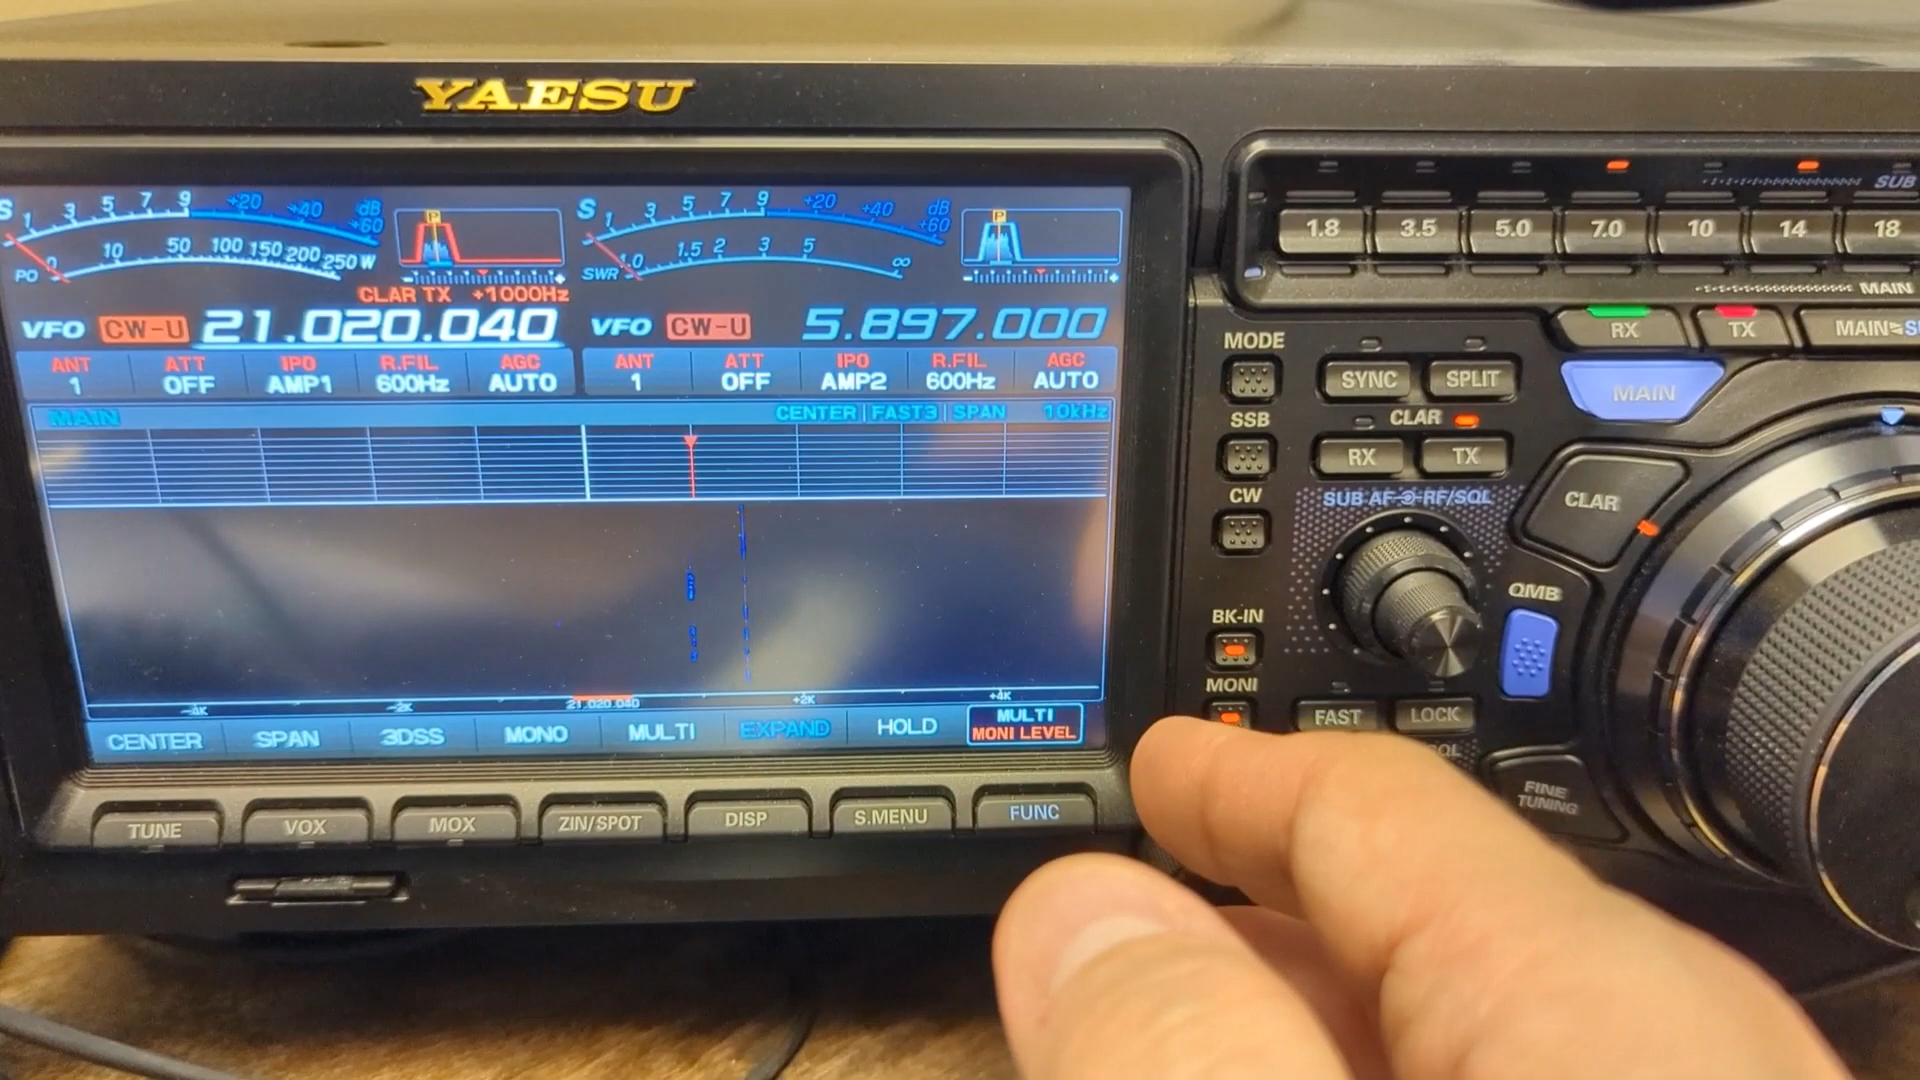 YAESU
S 1 3 5 7 9 +20 +40 +60 dB
PO 0 10 50 100 150 200 250 W
S 1 3 5 7 9 +20 +40 +60 dB
SWR 1.0 1.5 2 3 5 ∞
P
P
CLAR TX +1000Hz
VFO CW-U 21.020.040
VFO CW-U 5.897.000
ANT ATT IPO R.FIL AGC
1 OFF AMP1 600Hz AUTO
ANT ATT IPO R.FIL AGC
1 OFF AMP2 600Hz AUTO
MAIN
CENTER FAST3 SPAN 10kHz
-4K -2K 21.020.040 +2K +4K
CENTER SPAN 3DSS MONO MULTI EXPAND HOLD
MULTI
MONI LEVEL
TUNE VOX MOX ZIN/SPOT DISP S.MENU FUNC
SUB
1.8 3.5 5.0 7.0 10 14 18
MAIN
RX TX MAIN
MODE
SYNC SPLIT
MAIN
SSB
CLAR
RX TX
CLAR
CW
SUB AF RF/SQL
QMB
BK-IN
MONI
FAST LOCK
FINE
TUNING